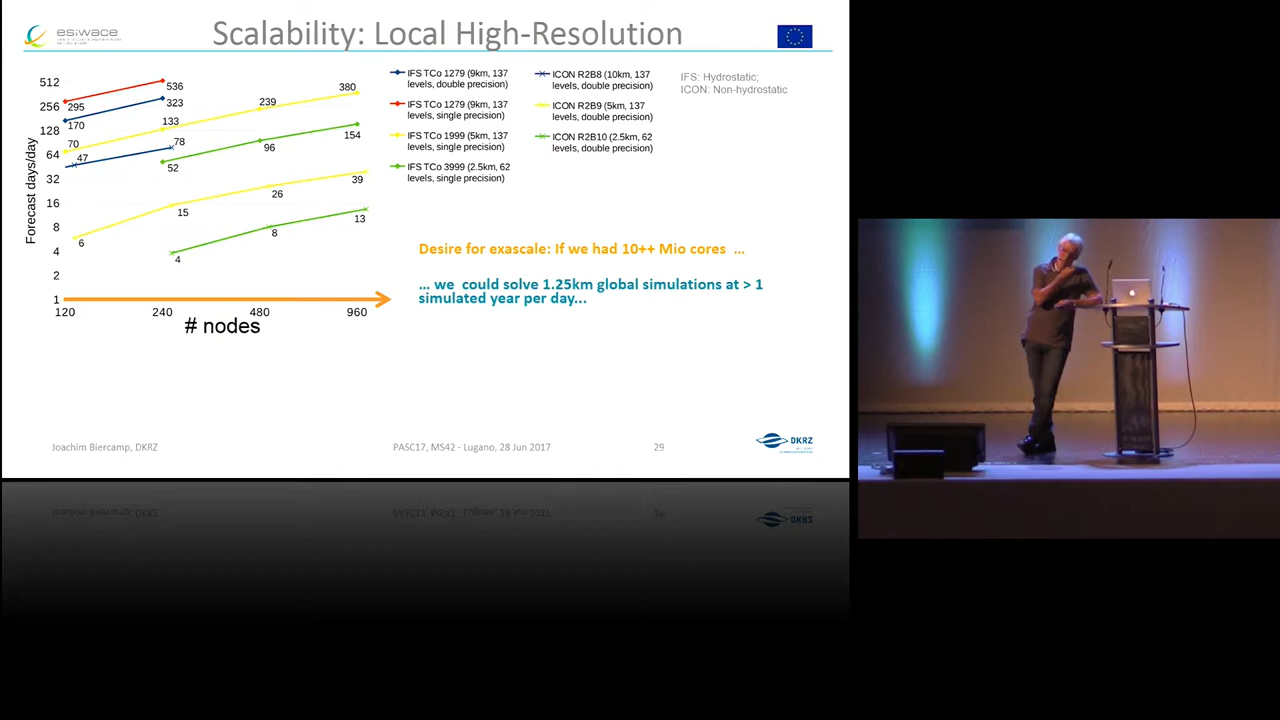 esiwace
Scalability: Local High-Resolution
Forecast days/day
512
256
128
64
32
16
8
4
2
1
120
240
480
960
# nodes
295
536
170
323
70
133
239
380
47
78
52
96
154
6
15
26
39
4
8
13
IFS TCo 1279 (9km, 137
levels, double precision)
IFS TCo 1279 (9km, 137
levels, single precision)
IFS TCo 1999 (5km, 137
levels, single precision)
IFS TCo 3999 (2.5km, 62
levels, single precision)
ICON R2B8 (10km, 137
levels, double precision)
ICON R2B9 (5km, 137
levels, double precision)
ICON R2B10 (2.5km, 62
levels, double precision)
IFS: Hydrostatic;
ICON: Non-hydrostatic
Desire for exascale: If we had 10++ Mio cores ...
... we could solve 1.25km global simulations at > 1
simulated year per day...
Joachim Biercamp, DKRZ
PASC17, MS42 - Lugano, 28 Jun 2017
29
DKRZ